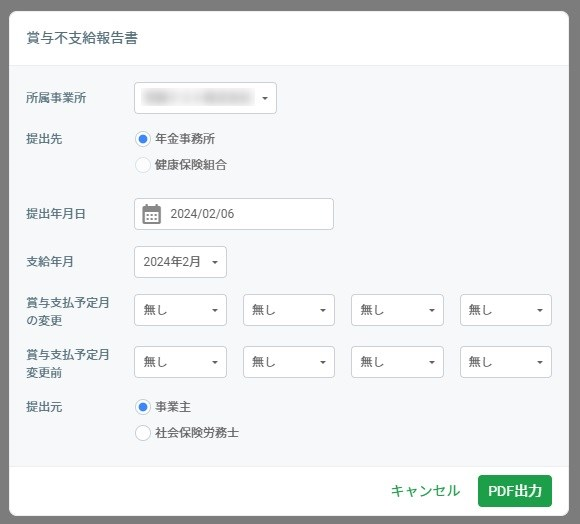 賞与不支給報告書
所属事業所
提出先
年金事務所
健康保険組合
提出年月日
2024/02/06
支給年月
2024年2月
賞与支払予定月
の変更
無し 無し 無し 無し
賞与支払予定月
変更前
無し 無し 無し 無し
提出元
事業主
社会保険労務士
キャンセル PDF出力